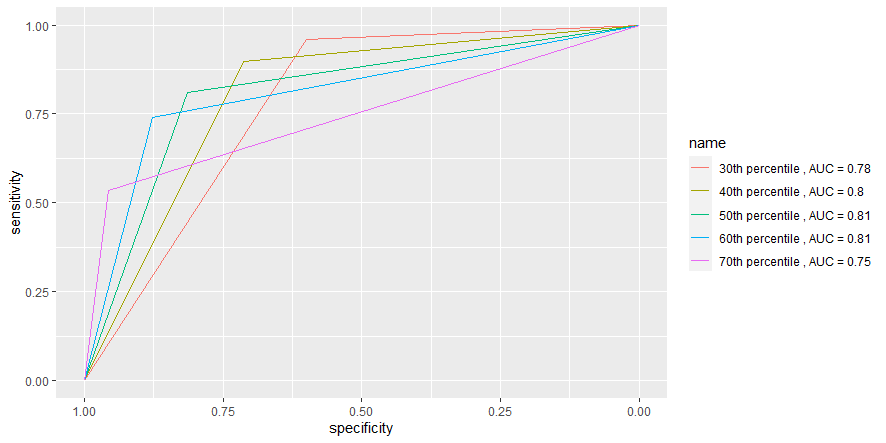 1.00
0.75
0.50
0.25
0.00
sensitivity
1.00 0.75 0.50 0.25 0.00
specificity
name
30th percentile , AUC = 0.78
40th percentile , AUC = 0.8
50th percentile , AUC = 0.81
60th percentile , AUC = 0.81
70th percentile , AUC = 0.75